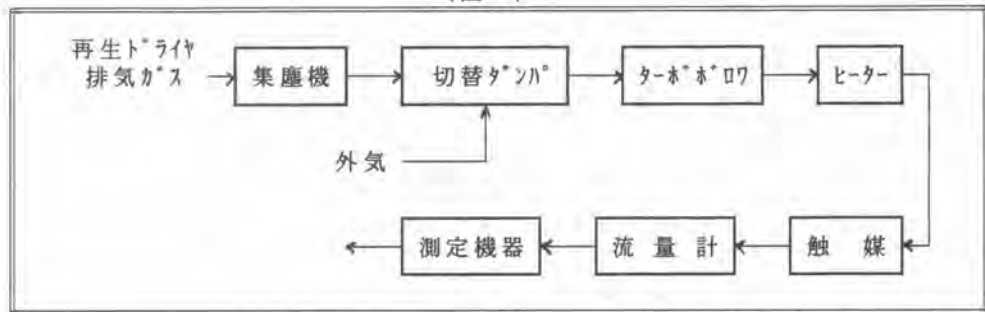 再生ﾄﾞﾗｲﾔ
排気ｶﾞｽ
集塵機
切替ﾀﾞﾝﾊﾟ
ﾀｰﾎﾞﾎﾞﾛﾜ
ﾋｰﾀｰ
外気
測定機器
流量計
触媒